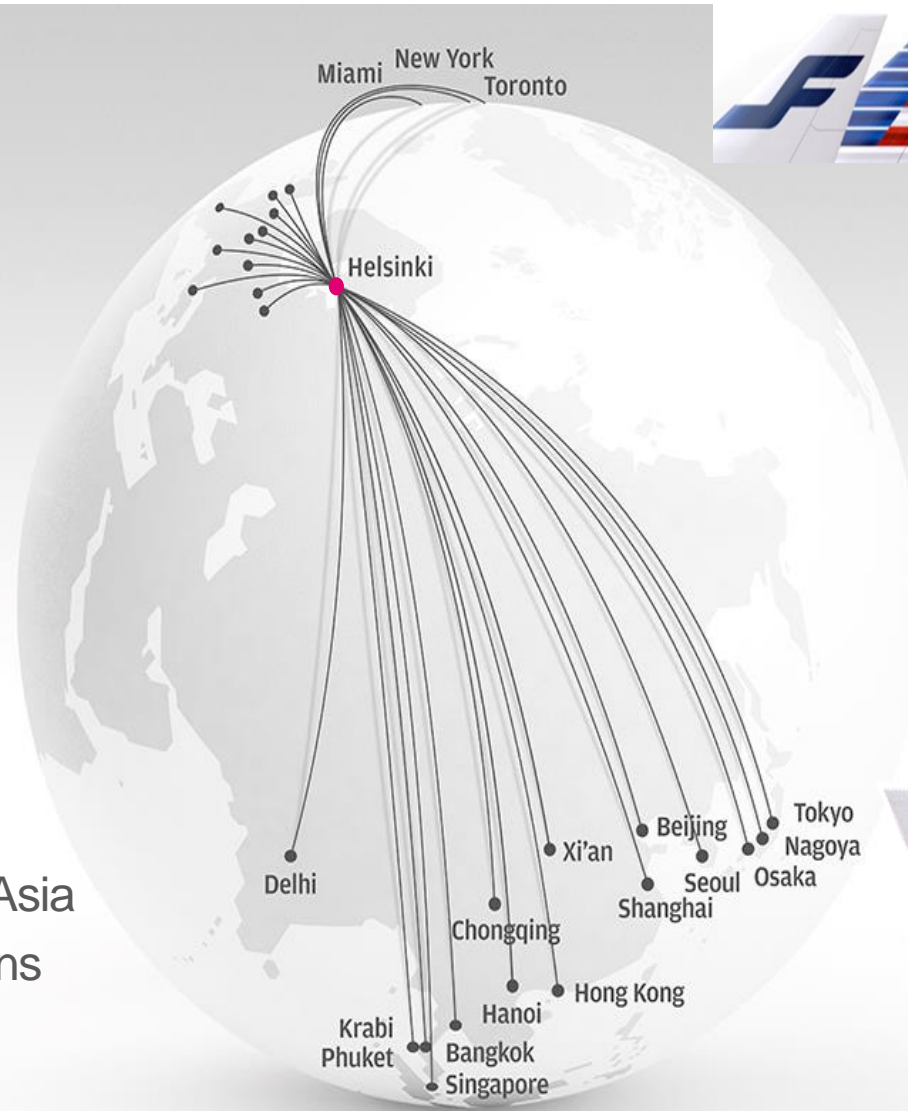 New York
Miami
Toronto
Helsinki
Tokyo
Beijing
Nagoya
Xi'an
Osaka
Seoul
Delhi
Asia
Shanghai
Chongqing
Hong Kong
Hanoi
Krabi
Phuket
Bangkok
Singapore